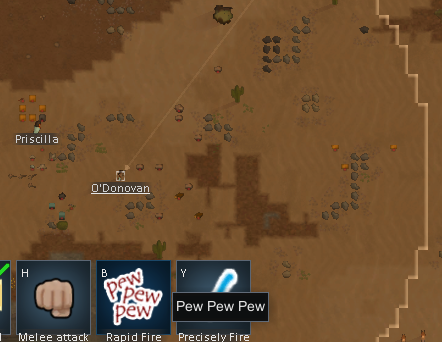 Priscilla
O'Donovan
H
B
Y
pew
pew
pew
Pew Pew Pew
Melee attack
Rapid Fire
Precisely Fire